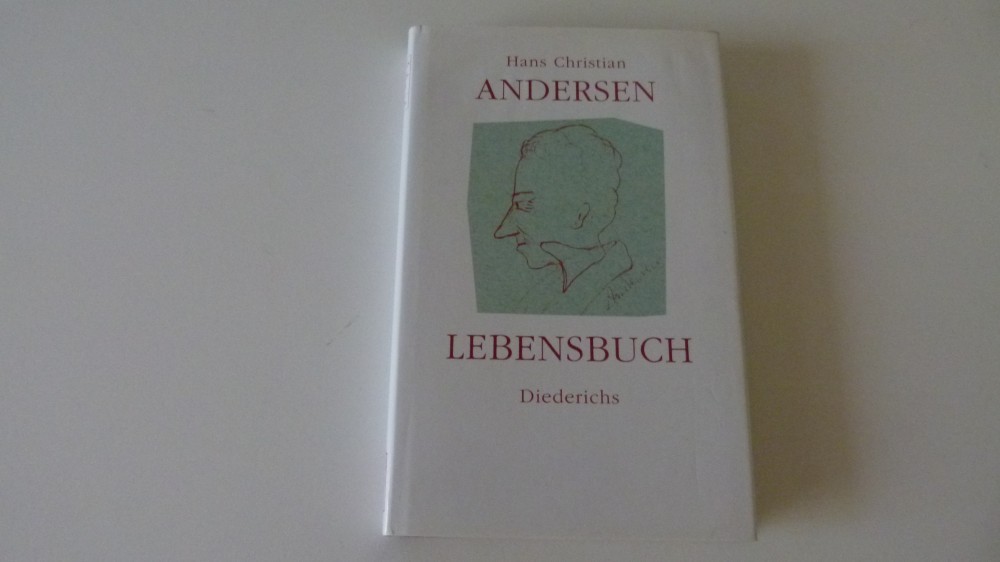 Hans Christian
ANDERSEN
LEBENSBUCH
Diederichs